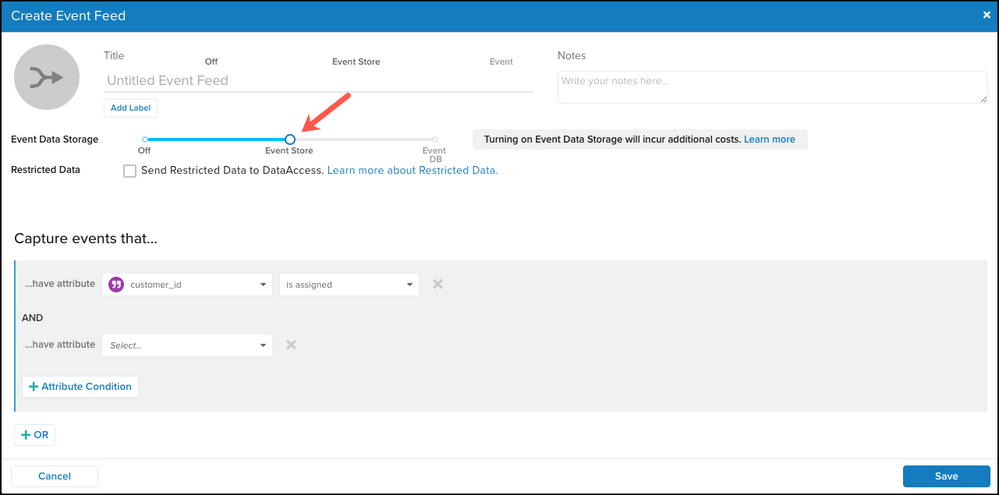 Create Event Feed
Title
Off Event Store Event
Untitled Event Feed
Add Label
Notes
Write your notes here...
Event Data Storage
Off Event Store Event
DB
Turning on Event Data Storage will incur additional costs. Learn more
Restricted Data
Send Restricted Data to DataAccess. Learn more about Restricted Data.
Capture events that...
...have attribute customer_id is assigned
AND
...have attribute Select...
+ Attribute Condition
+ OR
Cancel Save